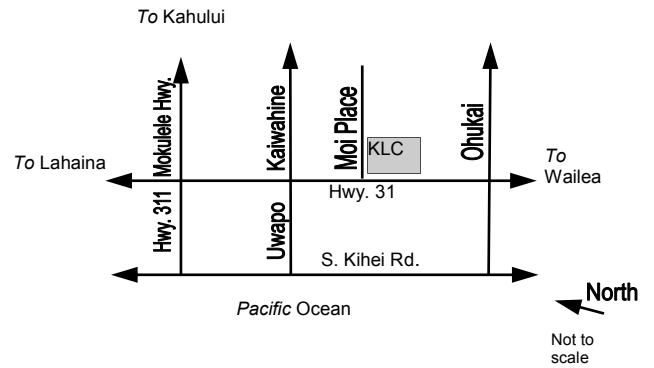 To Kahului
Mokulele Hwy.
Kaiwahine
Moi Place
KLC
Ohukai
To Lahaina
To
Wailea
Hwy. 31
Hwy. 311
Uwapo
S. Kihei Rd.
Pacific Ocean
North
Not to
scale